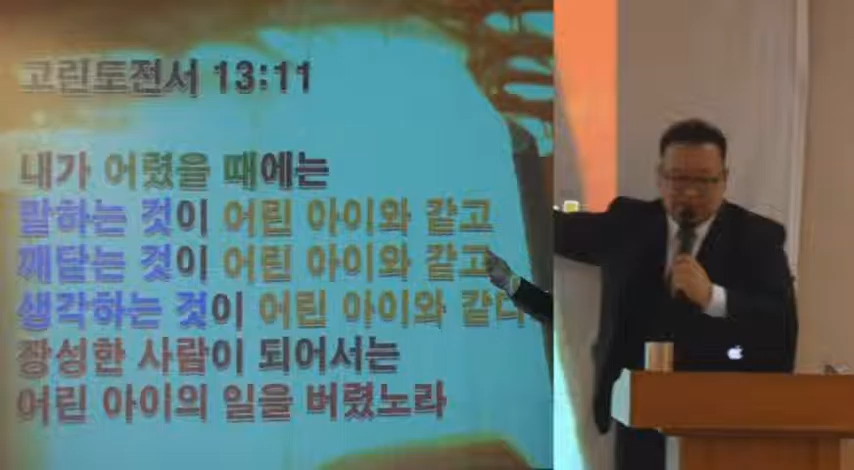 고린도전서 13:11
내가 어렸을 때에는
말하는 것이 어린 아이와 같고
깨닫는 것이 어린 아이와 같고
생각하는 것이 어린 아이와 같다
장성한 사람이 되어서는
어린 아이의 일을 버렸노라